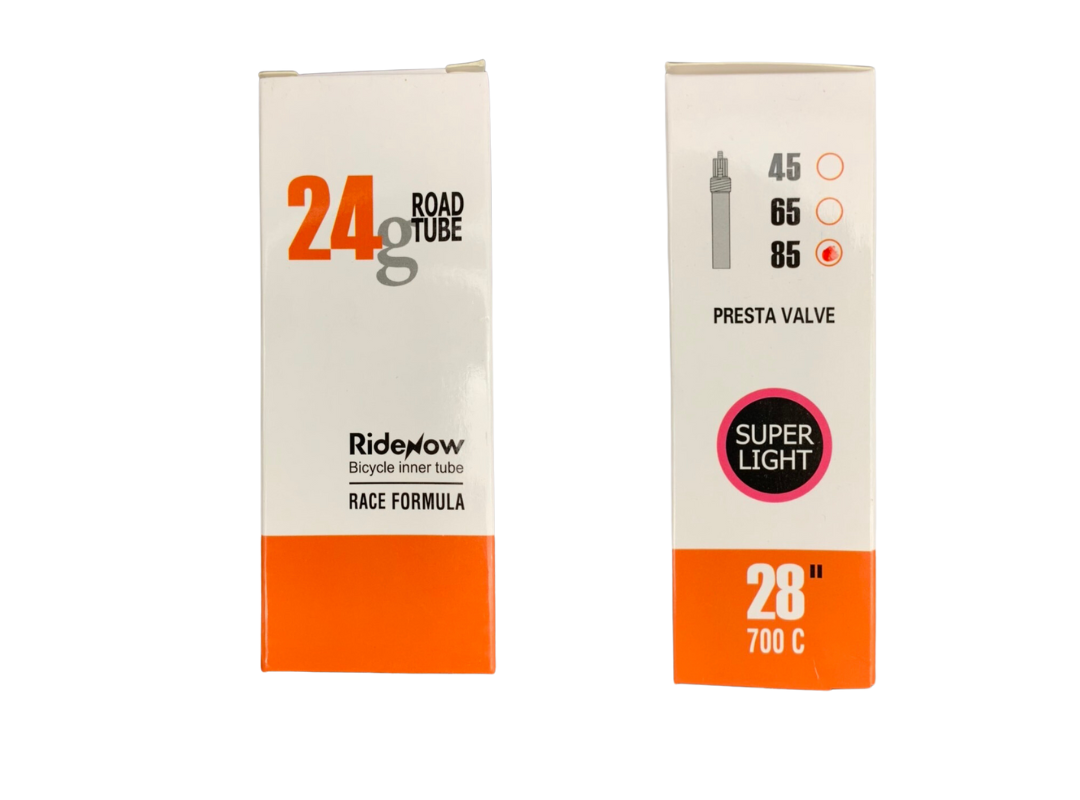 24g ROAD
TUBE
RideNow
Bicycle inner tube
RACE FORMULA
45
65
85
PRESTA VALVE
SUPER
LIGHT
28"
700 C